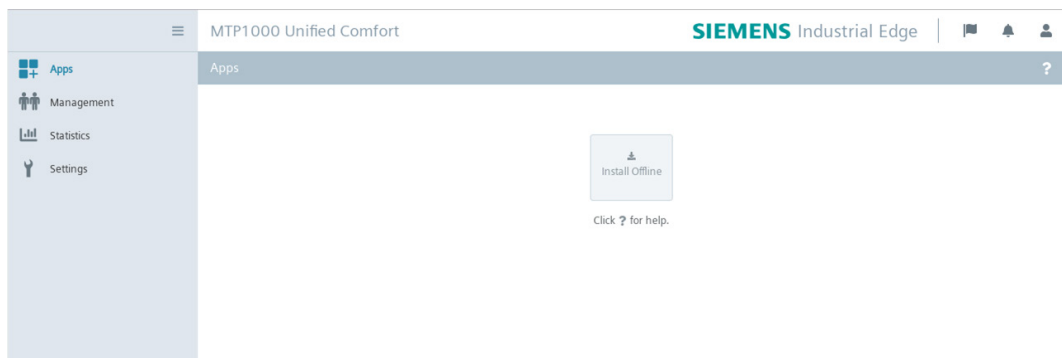 MTP1000 Unified Comfort
SIEMENS Industrial Edge
Apps
Management
Statistics
Settings
Apps
?
Install Offline
Click ? for help.